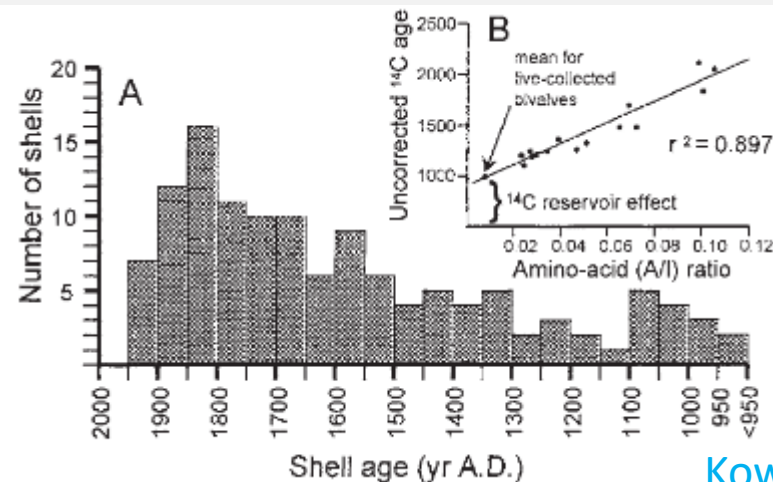 A
20
15
10
5
Number of shells
2000
1900
1800
1700
1600
1500
1400
1300
1200
1100
1000
950
<950
Shell age (yr A.D.)
B
2500
2000
1500
1000
Uncorrected ¹⁴C age
mean for
live-collected
bivalves
r ² = 0.897
¹⁴C reservoir effect
0.02
0.04
0.06
0.08
0.10
0.12
Amino-acid (A/I) ratio
Kow